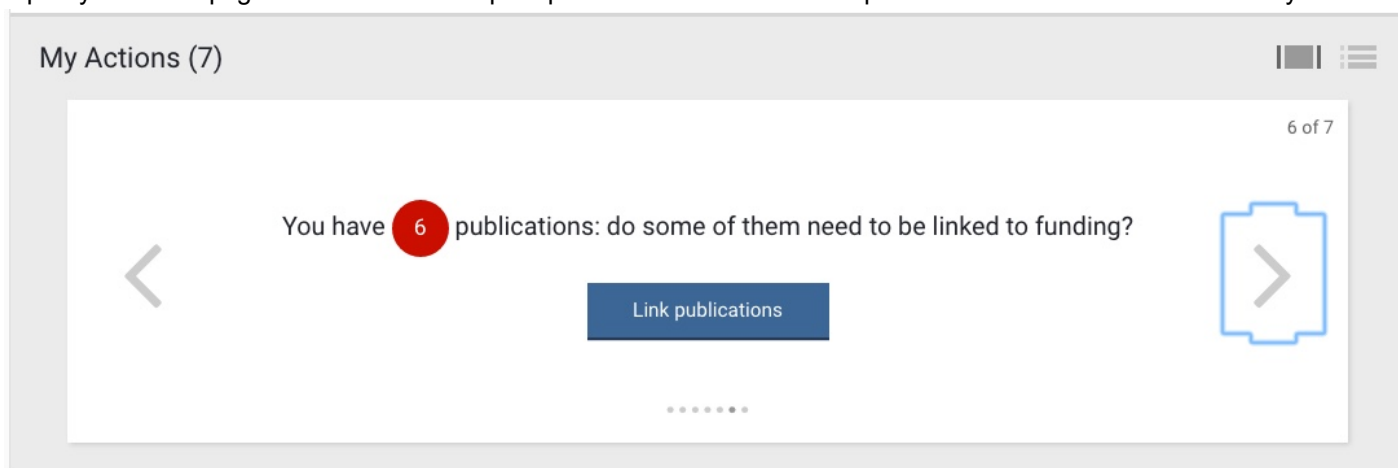 My Actions (7)
6 of 7
You have 6 publications: do some of them need to be linked to funding?
Link publications